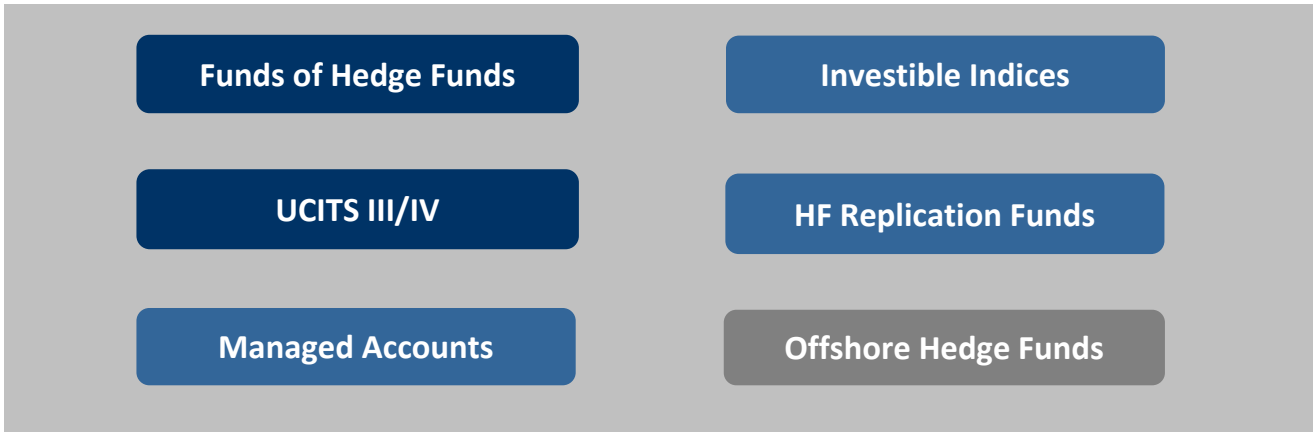 Funds of Hedge Funds
Investible Indices
UCITS III/IV
HF Replication Funds
Managed Accounts
Offshore Hedge Funds